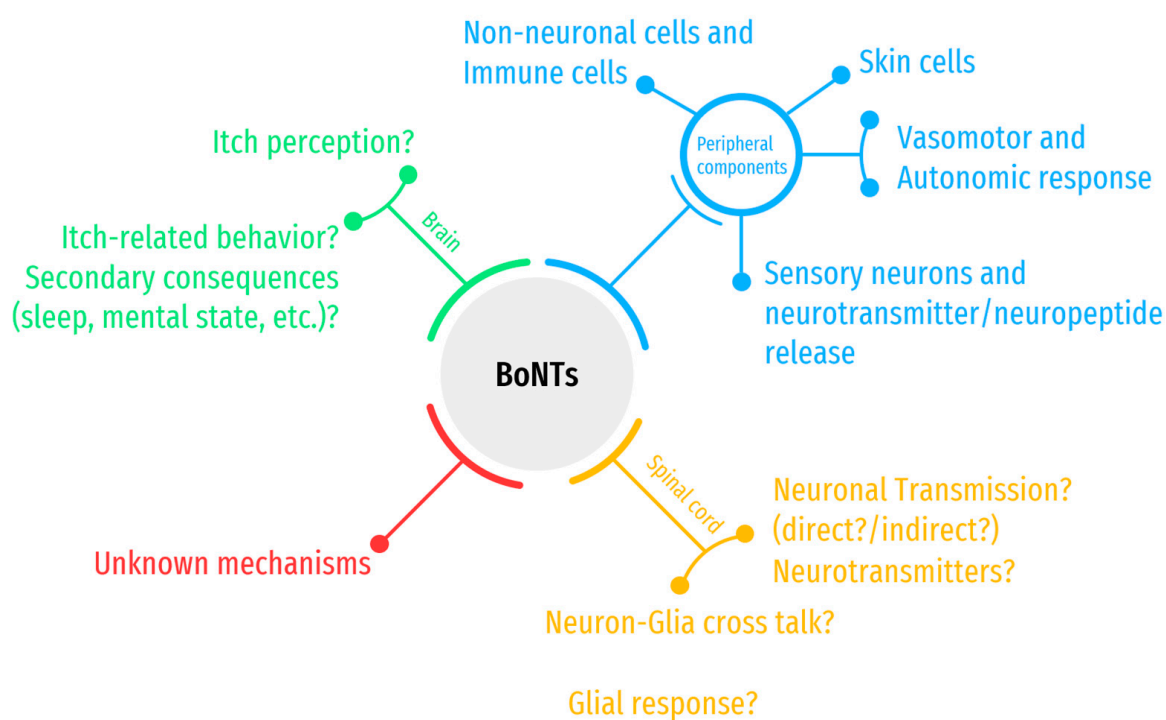 Non-neuronal cells and
Immune cells
Skin cells
Peripheral
components
Vasomotor and
Autonomic response
Sensory neurons and
neurotransmitter/neuropeptide
release
Itch perception?
Brain
Itch-related behavior?
Secondary consequences
(sleep, mental state, etc.)?
BoNTs
Unknown mechanisms
Spinal cord
Neuronal Transmission?
(direct?/indirect?)
Neurotransmitters?
Neuron-Glia cross talk?
Glial response?